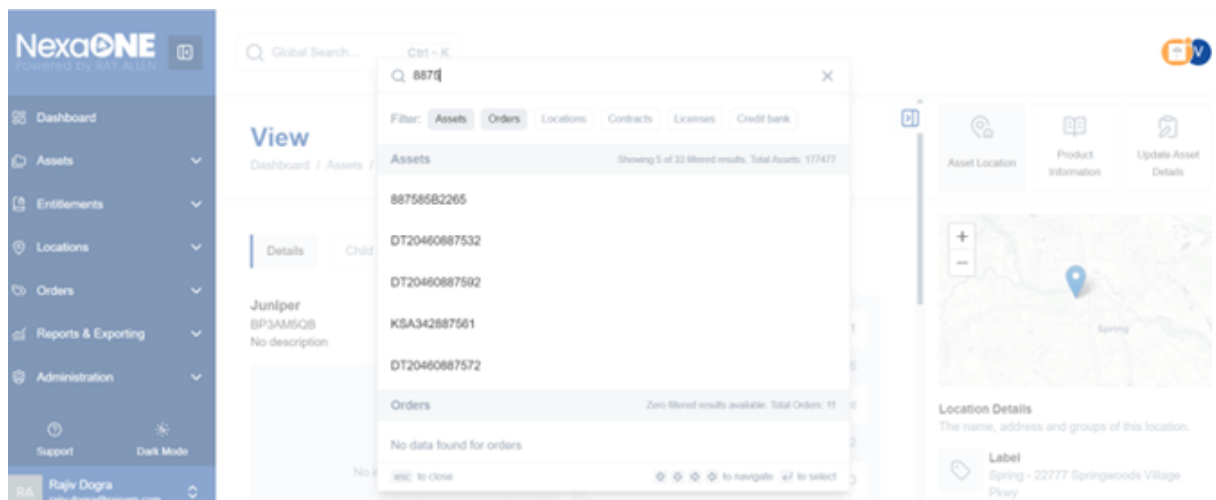 NexaONE
Powered by RAY ALLEN
Dashboard
Assets
Entitlements
Locations
Orders
Reports & Exporting
Administration
Support
Dark Mode
RA
Rajiv Dogra
Global Search...
Ctrl + K
8875
Filter:
Assets
Orders
Locations
Contracts
Licenses
Credit bank
Assets
Showing 5 of 33 filtered results. Total Assets: 177477
887585B2265
DT20460887532
DT20460887592
KSA342887561
DT20460887572
Orders
Zero filtered results available. Total Orders: 11
No data found for orders
esc to close
to navigate
to select
View
Dashboard / Assets /
Details
Child
Juniper
BP3AM5QB
No description
V
Asset Location
Product
Information
Update Asset
Details
+
−
Spring
Location Details
The name, address and groups of this location.
Label
Spring - 22777 Springwoods Village
Pkwy